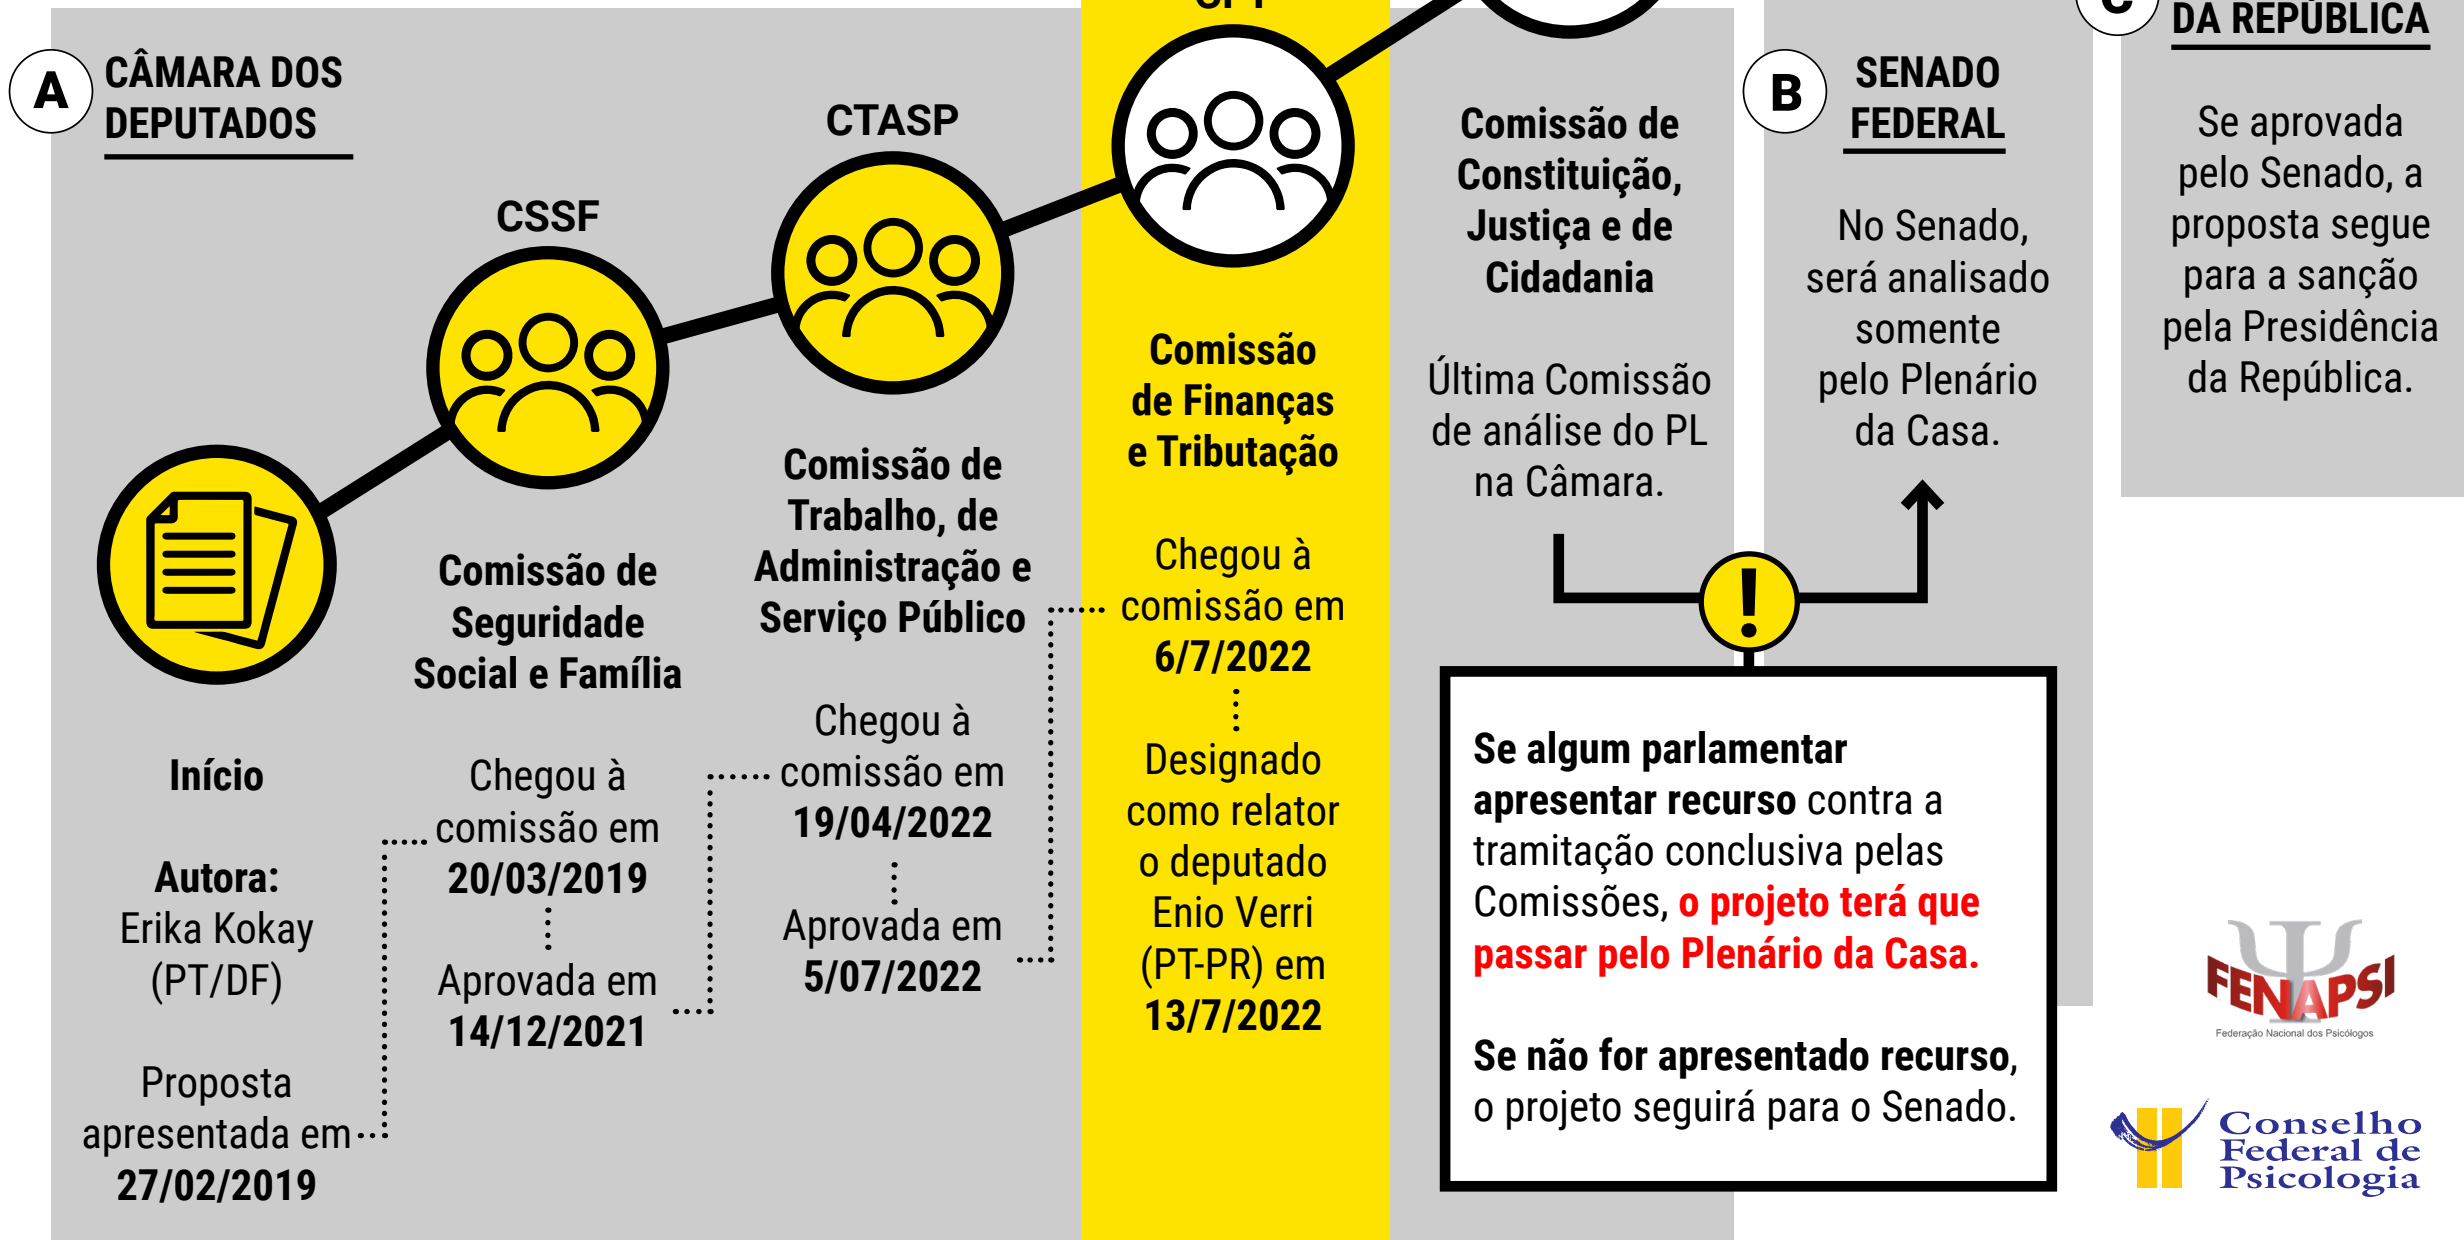 A
CÂMARA DOS
DEPUTADOS
Início
Autora:
Erika Kokay
(PT/DF)
Proposta
apresentada em
27/02/2019
CSSF
Comissão de
Seguridade
Social e Família
Chegou à
comissão em
20/03/2019
Aprovada em
14/12/2021
CTASP
Comissão de
Trabalho, de
Administração e
Serviço Público
Chegou à
comissão em
19/04/2022
Aprovada em
5/07/2022
Comissão
de Finanças
e Tributação
Chegou à
comissão em
6/7/2022
Designado
como relator
o deputado
Enio Verri
(PT-PR) em
13/7/2022
Comissão de
Constituição,
Justiça e de
Cidadania
Última Comissão
de análise do PL
na Câmara.
B
SENADO
FEDERAL
No Senado,
será analisado
somente
pelo Plenário
da Casa.
!
Se algum parlamentar
apresentar recurso contra a
tramitação conclusiva pelas
Comissões, o projeto terá que
passar pelo Plenário da Casa.
Se não for apresentado recurso,
o projeto seguirá para o Senado.
C
DA REPÚBLICA
Se aprovada
pelo Senado, a
proposta segue
para a sanção
pela Presidência
da República.
FENAPSI
Federação Nacional dos Psicólogos
Conselho
Federal de
Psicologia